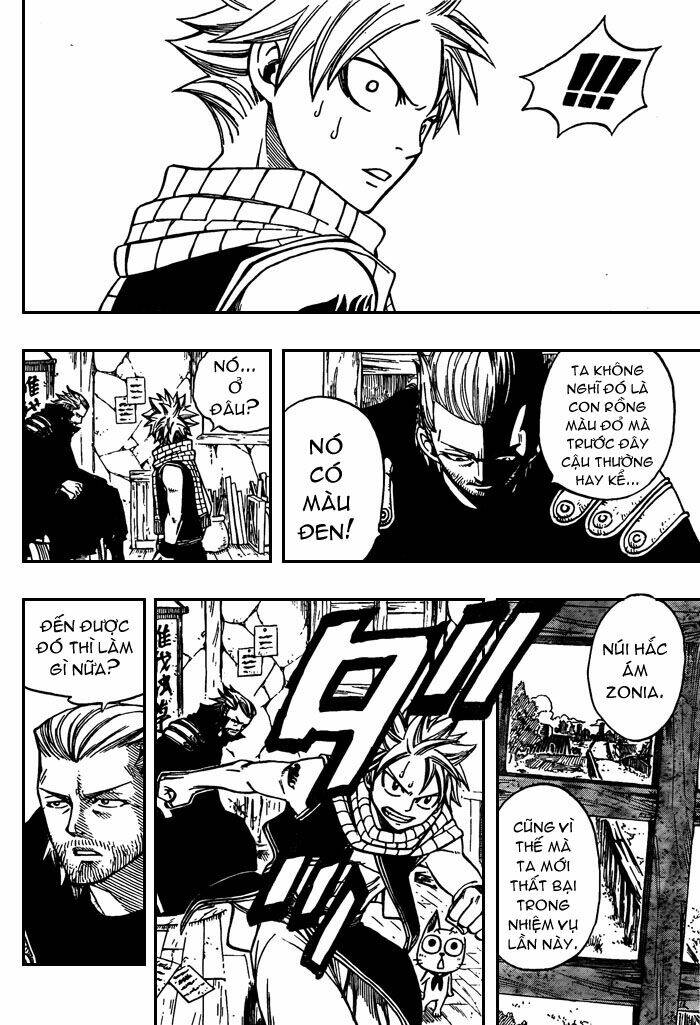 !!!
TA KHÔNG
NGHĨ ĐÓ LÀ
CON RỒNG
MÀU ĐỎ MÀ
TRƯỚC ĐÂY
CẬU THƯỜNG
HAY KỂ...
NÓ
CÓ
MÀU
ĐEN!
NÓ...
Ở
ĐÂU?
NÚI HẮC
ÁM
ZONIA.
CŨNG VÌ
THẾ MÀ
TA MỚI
THẤT BẠI
TRONG
NHIỆM VỤ
LẦN NÀY.
ダッ
ĐẾN ĐƯỢC
ĐÓ THÌ LÀM
GÌ NỮA?